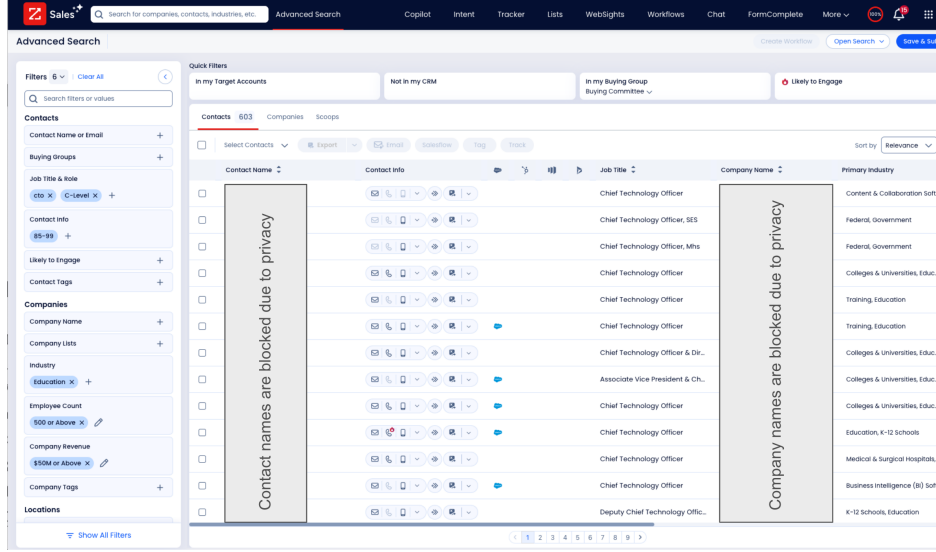 Z Sales
Search for companies, contacts, industries, etc.
Advanced Search
Copilot
Intent
Tracker
Lists
WebSights
Workflows
Chat
FormComplete
More
100%
15
Advanced Search
Create Workflow
Open Search
Save & Sub
Filters 6
Clear All
Search filters or values
Contacts
Contact Name or Email
Buying Groups
Job Title & Role
cto X C-Level X
Contact Info
85-99
Likely to Engage
Contact Tags
Companies
Company Name
Company Lists
Industry
Education X
Employee Count
500 or Above X
Company Revenue
$50M or Above X
Company Tags
Locations
Show All Filters
Quick Filters
In my Target Accounts
Not in my CRM
In my Buying Group
Buying Committee
Likely to Engage
Contacts 603 Companies Scoops
Select Contacts
Export
Email
Salesflow
Tag
Track
Sort by Relevance
Contact Name Contact Info Job Title Company Name Primary Industry
Contact names are blocked due to privacy
Company names are blocked due to privacy
Chief Technology Officer Content & Collaboration Soft
Chief Technology Officer, SES Federal, Government
Chief Technology Officer, Mhs Federal, Government
Chief Technology Officer Colleges & Universities, Educ...
Chief Technology Officer Training, Education
Chief Technology Officer Training, Education
Chief Technology Officer & Dir... Colleges & Universities, Educ...
Associate Vice President & Ch... Colleges & Universities, Educ...
Chief Technology Officer Colleges & Universities, Educ...
Chief Technology Officer Education, K-12 Schools
Chief Technology Officer Medical & Surgical Hospitals,
Chief Technology Officer Business Intelligence (BI) Soft
Deputy Chief Technology Offic... K-12 Schools, Education
1 2 3 4 5 6 7 8 9